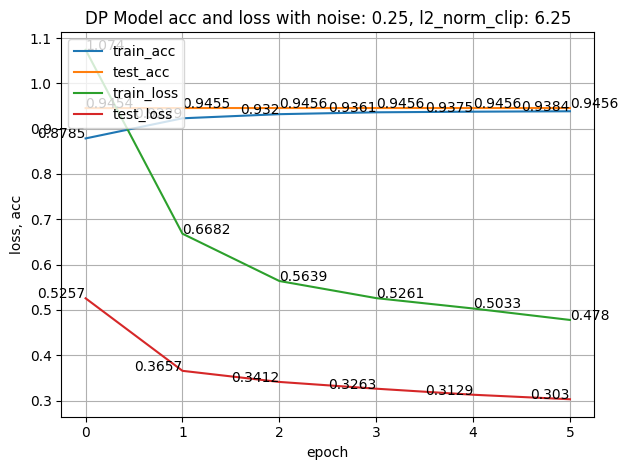 DP Model acc and loss with noise: 0.25, l2_norm_clip: 6.25
1.1
1.0
0.9
0.8
0.7
0.6
0.5
0.4
0.3
loss, acc
train_acc
test_acc
train_loss
test_loss
1.074
0.9454 0.9455 0.9456 0.9456 0.9456 0.9456
0.8785 0.932 0.9361 0.9375 0.9384
0.6682 0.5639 0.5261 0.5033 0.478
0.5257 0.3657 0.3412 0.3263 0.3129 0.303
0 1 2 3 4 5
epoch